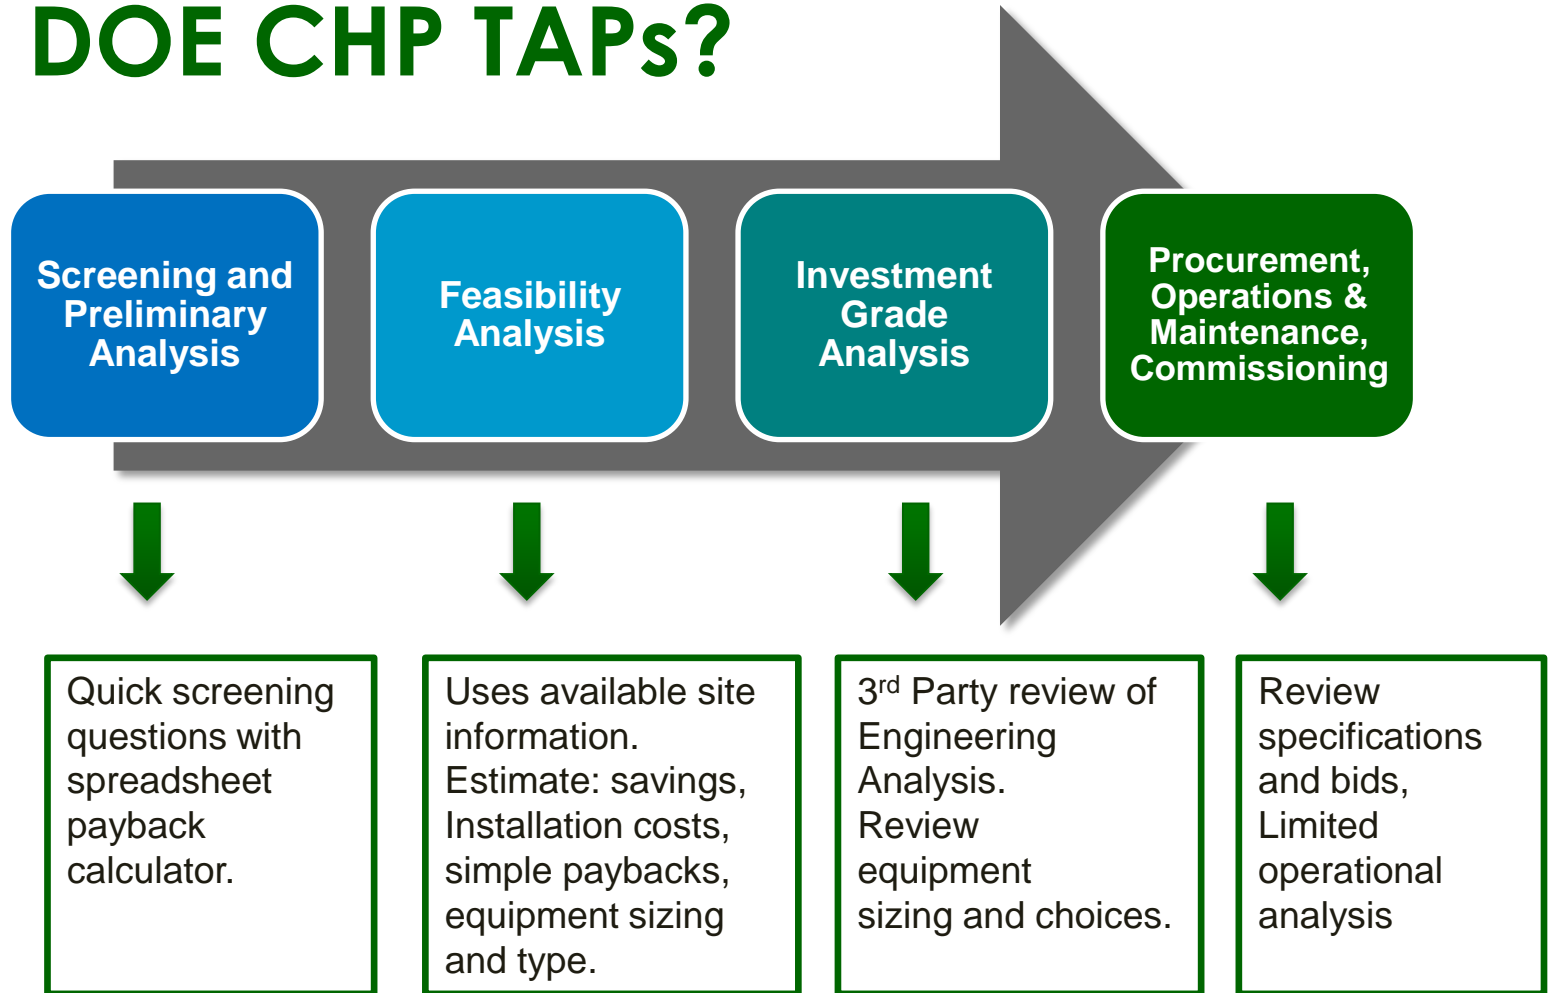 DOE CHP TAPs?
Screening and
Preliminary
Analysis
Feasibility
Analysis
Investment
Grade
Analysis
Procurement,
Operations &
Maintenance,
Commissioning
Quick screening
questions with
spreadsheet
payback
calculator.
Uses available site
information.
Estimate: savings,
Installation costs,
simple paybacks,
equipment sizing
and type.
3rd Party review of
Engineering
Analysis.
Review
equipment
sizing and choices.
Review
specifications
and bids,
Limited
operational
analysis